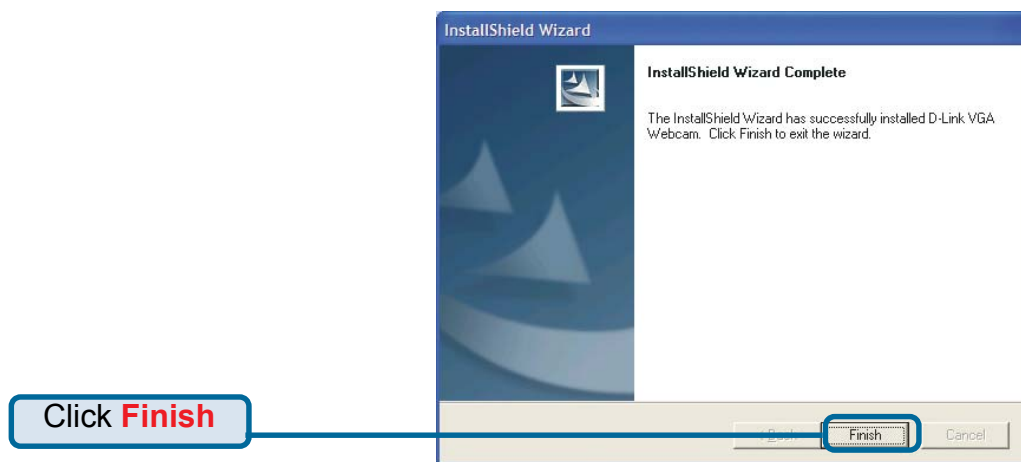 InstallShield Wizard
InstallShield Wizard Complete
The InstallShield Wizard has successfully installed D-Link VGA
Webcam. Click Finish to exit the wizard.
Click Finish
Finish
Cancel